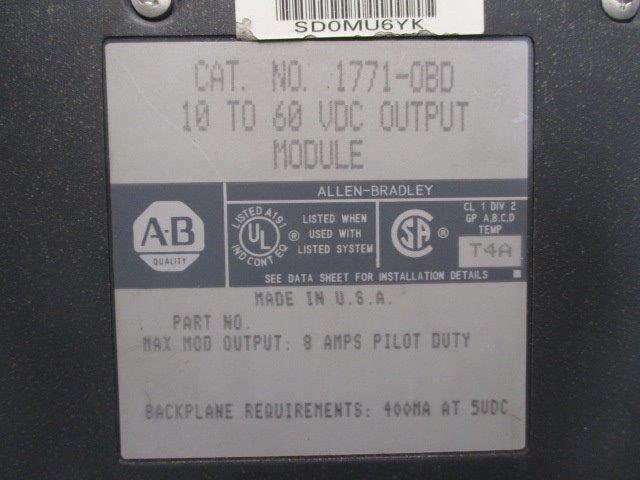 SD0MU6YK
CAT. NO. 1771-OBD
10 TO 60 VDC OUTPUT
MODULE
ALLEN-BRADLEY
A-B
QUALITY
LISTED A191
UL ®
IND CONT EQ
LISTED WHEN
USED WITH
LISTED SYSTEM
SA ®
CL 1 DIV 2
GP A,B,C,D
TEMP
T4A
SEE DATA SHEET FOR INSTALLATION DETAILS
MADE IN U.S.A.
PART NO.
MAX MOD OUTPUT: 8 AMPS PILOT DUTY
BACKPLANE REQUIREMENTS: 400MA AT 5VDC